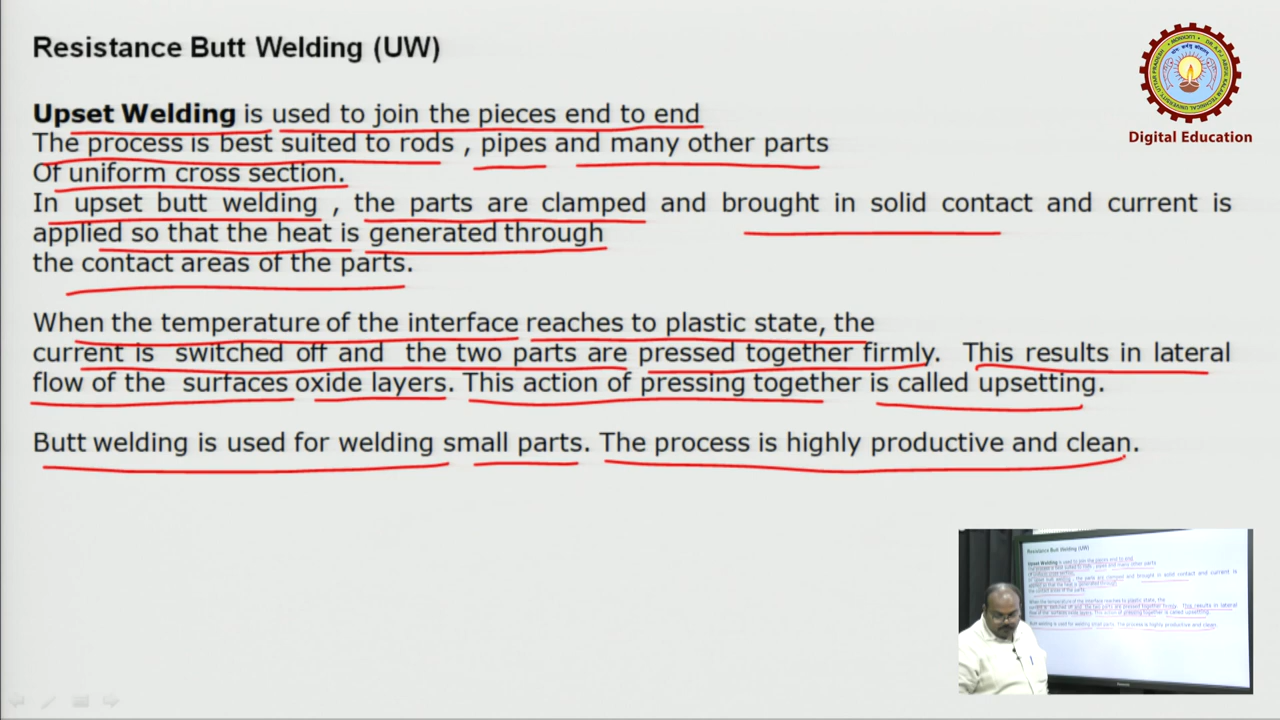 Resistance Butt Welding (UW)
Upset Welding is used to join the pieces end to end
The process is best suited to rods , pipes and many other parts
Of uniform cross section.
In upset butt welding , the parts are clamped and brought in solid contact and current is
applied so that the heat is generated through
the contact areas of the parts.
When the temperature of the interface reaches to plastic state, the
current is switched off and the two parts are pressed together firmly. This results in lateral
flow of the surfaces oxide layers. This action of pressing together is called upsetting.
Butt welding is used for welding small parts. The process is highly productive and clean.
Digital Education